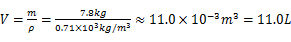 V = m/ρ = 7.8kg/0.71×10³kg/m³ ≈ 11.0 × 10⁻³m³ = 11.0L